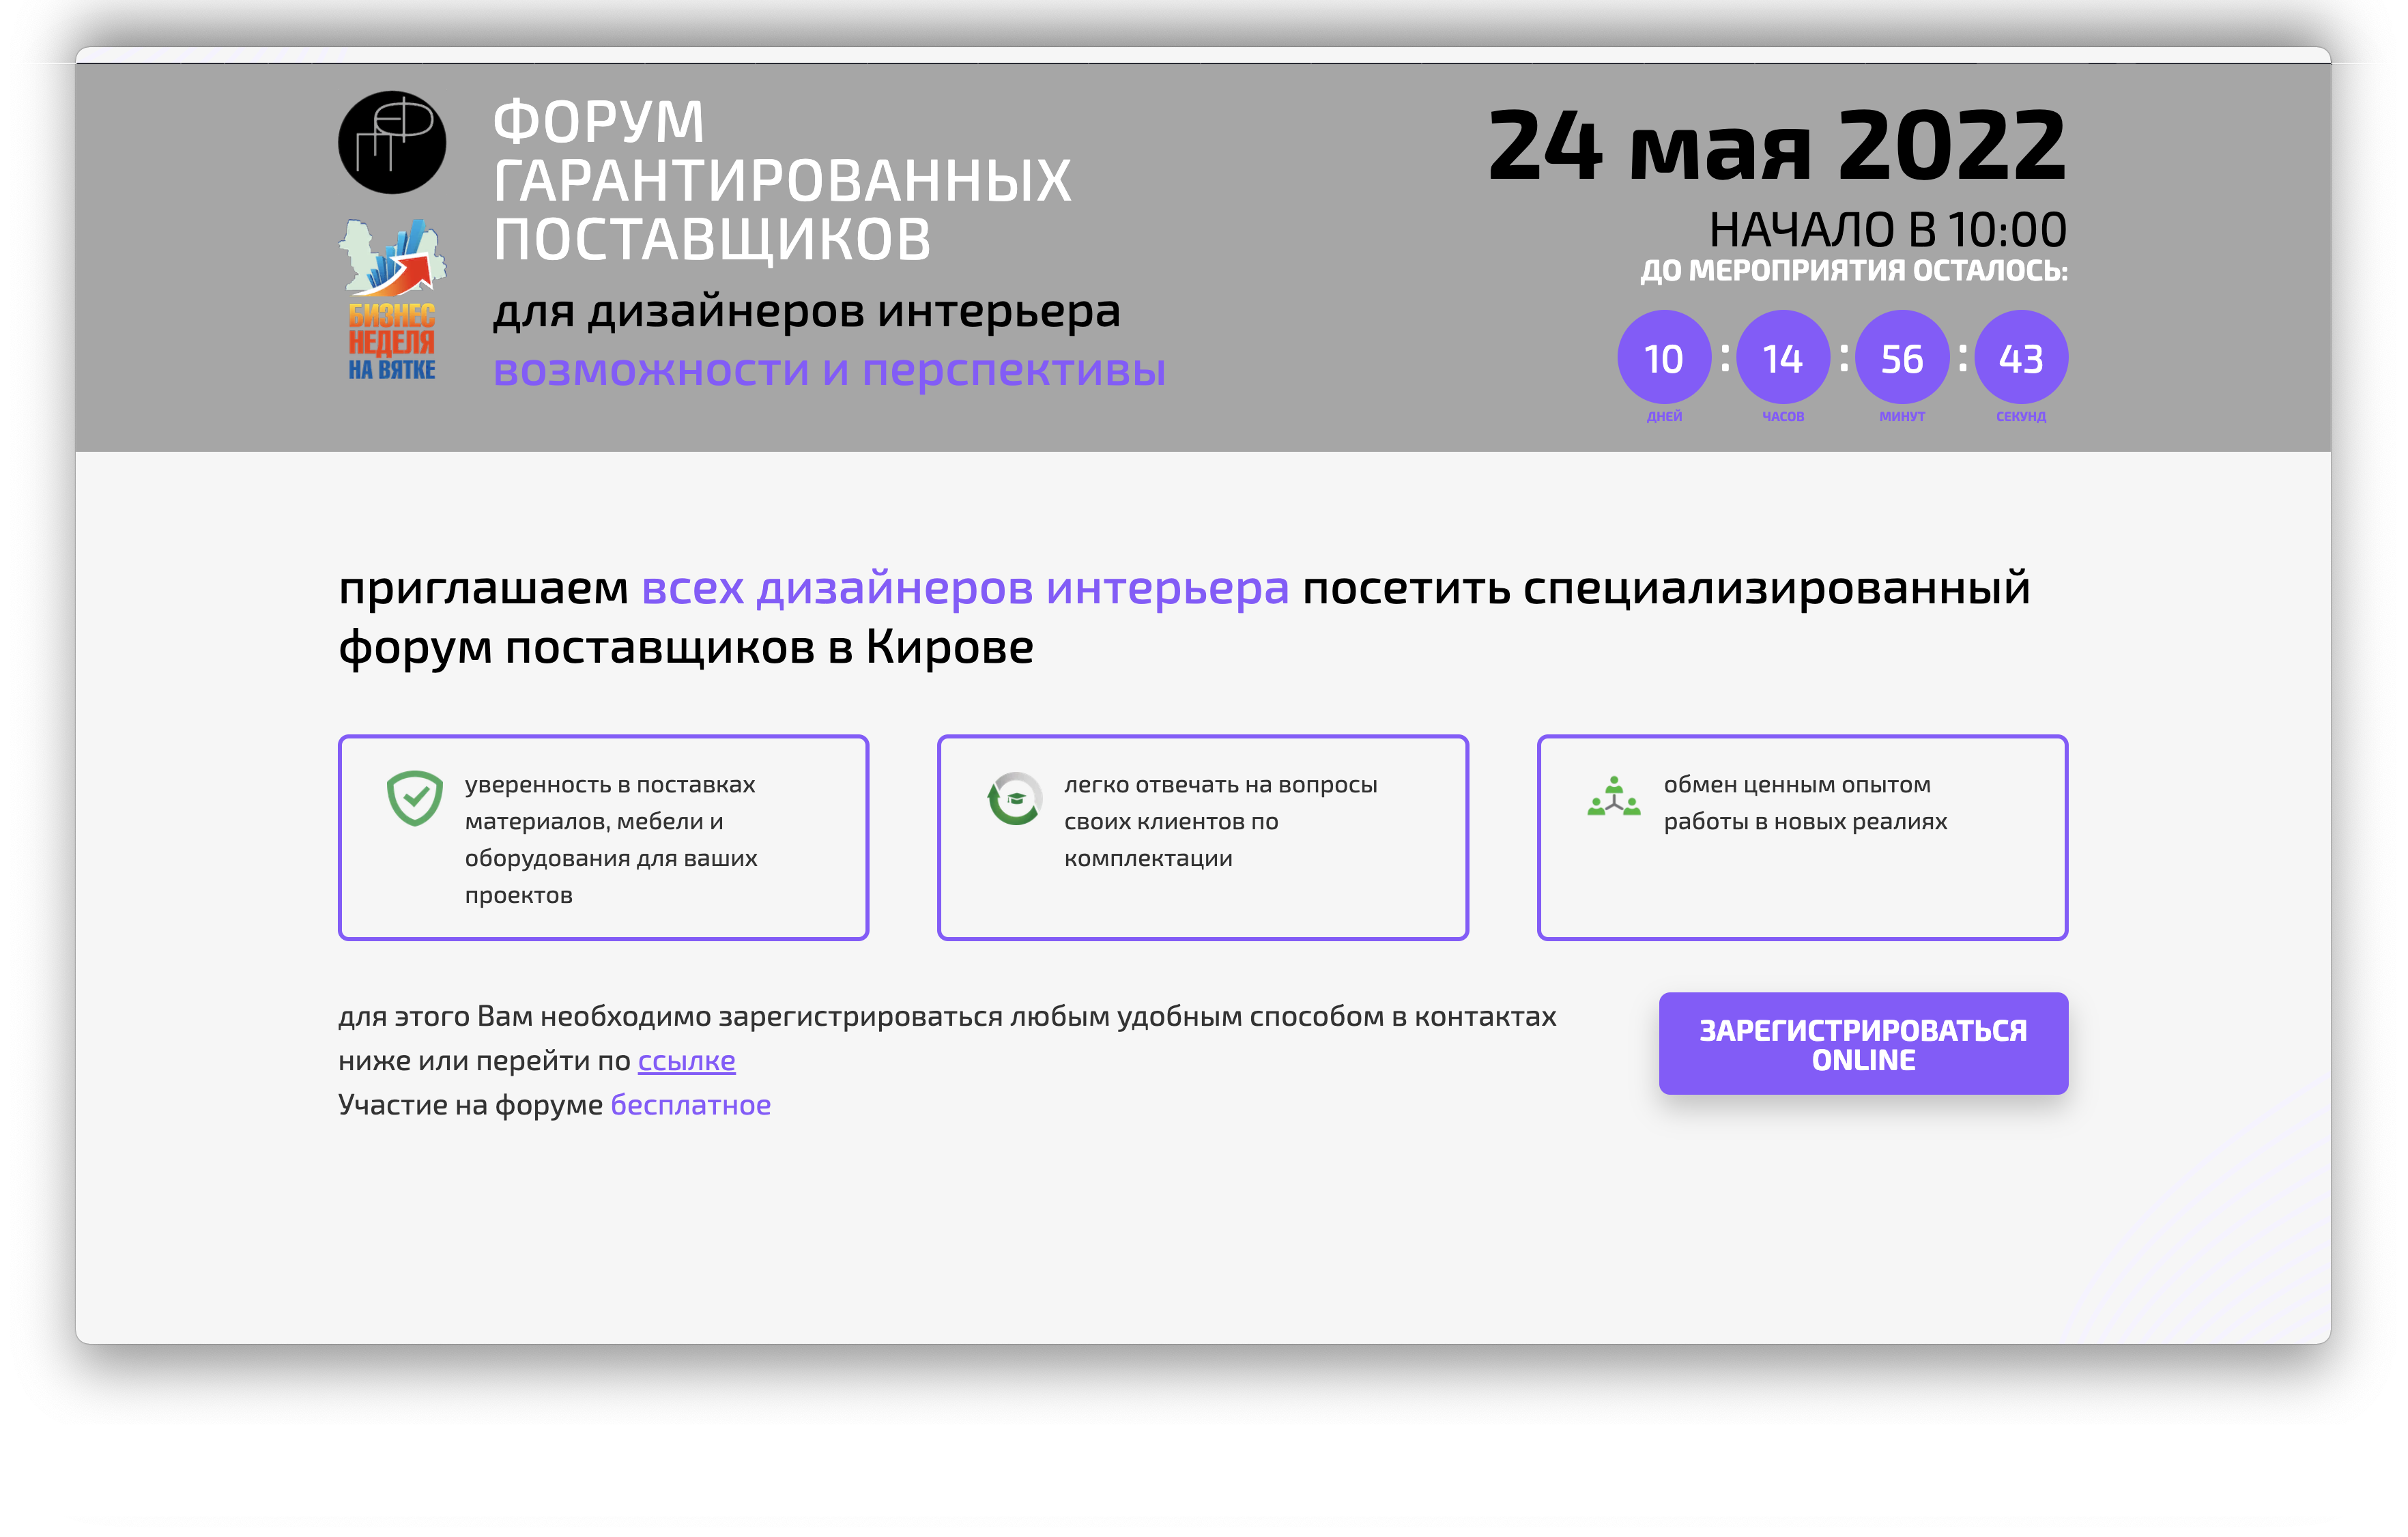 ФОРУМ
ГАРАНТИРОВАННЫХ
ПОСТАВЩИКОВ
для дизайнеров интерьера
возможности и перспективы
БИЗНЕС
НЕДЕЛЯ
НА ВЯТКЕ
24 мая 2022
НАЧАЛО В 10:00
ДО МЕРОПРИЯТИЯ ОСТАЛОСЬ:
10 : 14 : 56 : 43
ДНЕЙ ЧАСОВ МИНУТ СЕКУНД
приглашаем всех дизайнеров интерьера посетить специализированный
форум поставщиков в Кирове
уверенность в поставках
материалов, мебели и
оборудования для ваших
проектов
легко отвечать на вопросы
своих клиентов по
комплектации
обмен ценным опытом
работы в новых реалиях
для этого Вам необходимо зарегистрироваться любым удобным способом в контактах
ниже или перейти по ссылке
Участие на форуме бесплатное
ЗАРЕГИСТРИРОВАТЬСЯ
ONLINE